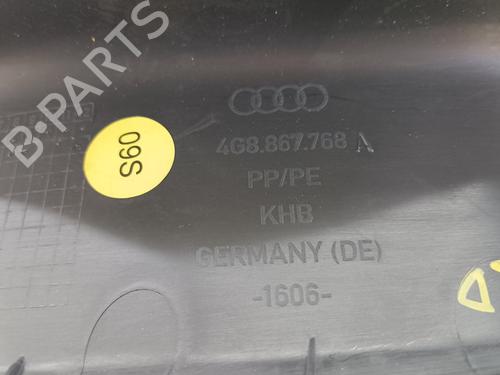 B-PARTS
S60
4G8.867.768 A
PP/PE
KHB
GERMANY (DE)
-1606-